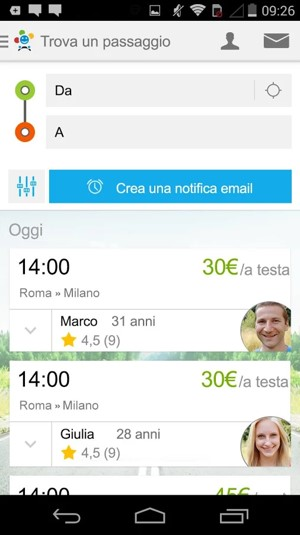 09:26
Trova un passaggio
Da
A
Crea una notifica email
Oggi
14:00 30€/a testa
Roma » Milano
Marco 31 anni
4,5 (9)
14:00 30€/a testa
Roma » Milano
Giulia 28 anni
4,5 (9)
14:00 45€/a testa